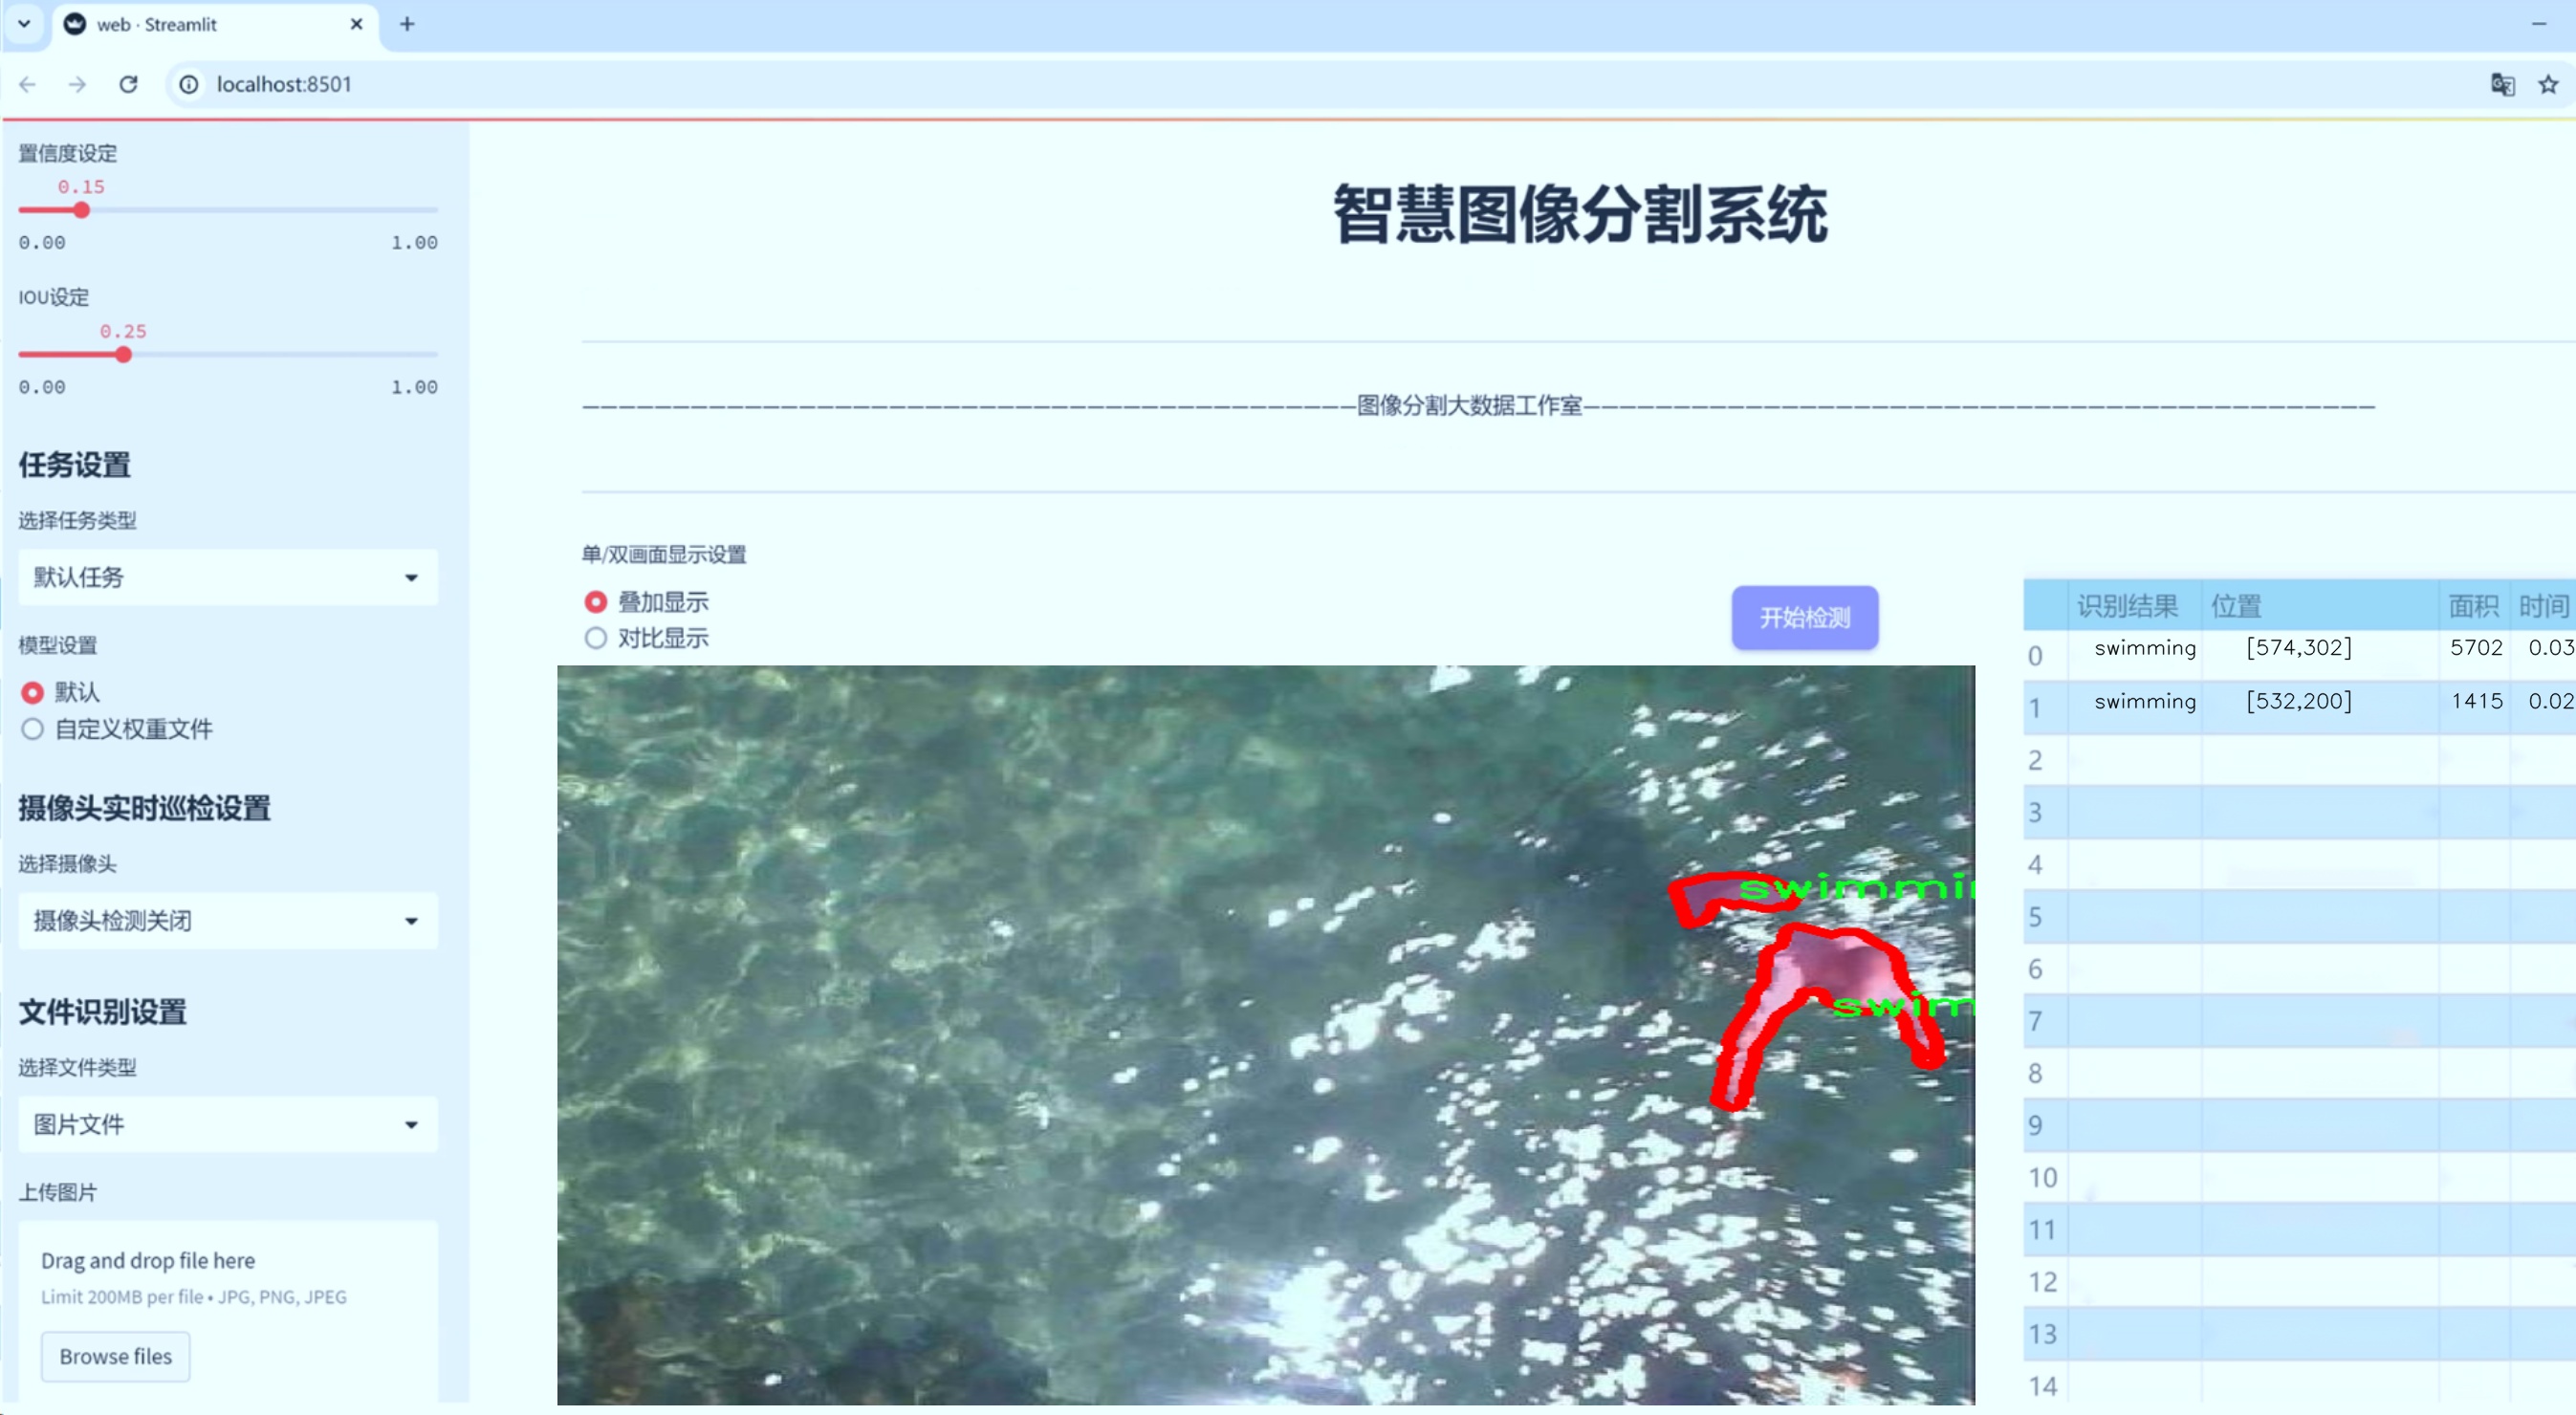 web · Streamlit
localhost:8501
置信度设定
0.15
0.00 1.00
IOU设定
0.25
0.00 1.00
任务设置
选择任务类型
默认任务
模型设置
默认
自定义权重文件
摄像头实时巡检设置
选择摄像头
摄像头检测关闭
文件识别设置
选择文件类型
图片文件
上传图片
Drag and drop file here
Limit 200MB per file • JPG, PNG, JPEG
Browse files
智慧图像分割系统
———————————————————————————————————————————图像分割大数据工作室————————————————————————————————————————————
单/双画面显示设置
叠加显示
对比显示
开始检测
swimmi
swim
识别结果 位置 面积 时间
0 swimming [574,302] 5702 0.03
1 swimming [532,200] 1415 0.02
2
3
4
5
6
7
8
9
10
11
12
13
14